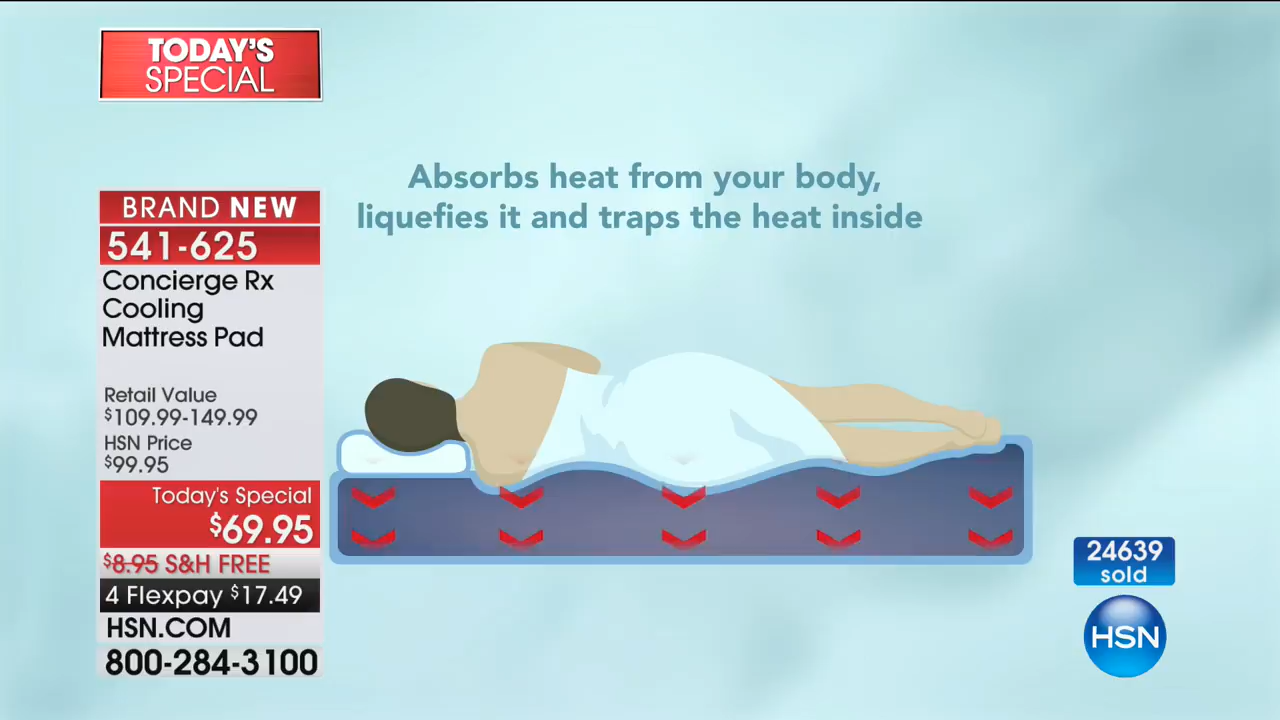 TODAY'S
SPECIAL
Absorbs heat from your body,
liquefies it and traps the heat inside
BRAND NEW
541-625
Concierge Rx
Cooling
Mattress Pad
Retail Value
$109.99-149.99
HSN Price
$99.95
Today's Special
$69.95
$8.95 S&H FREE
4 Flexpay $17.49
HSN.COM
800-284-3100
24639
sold
HSN